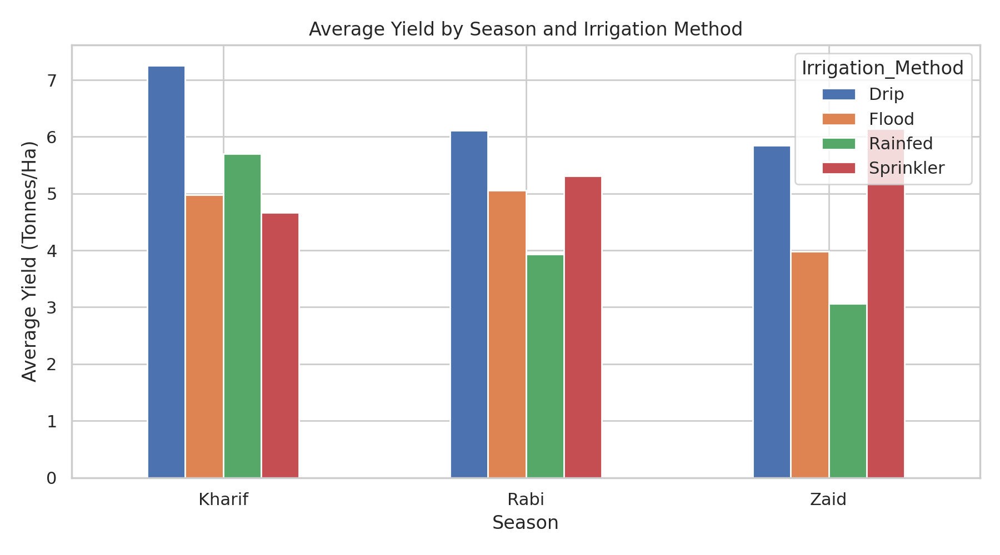 Average Yield by Season and Irrigation Method
Average Yield (Tonnes/Ha)
7
6
5
4
3
2
1
0
Irrigation_Method
Drip
Flood
Rainfed
Sprinkler
Kharif
Rabi
Zaid
Season